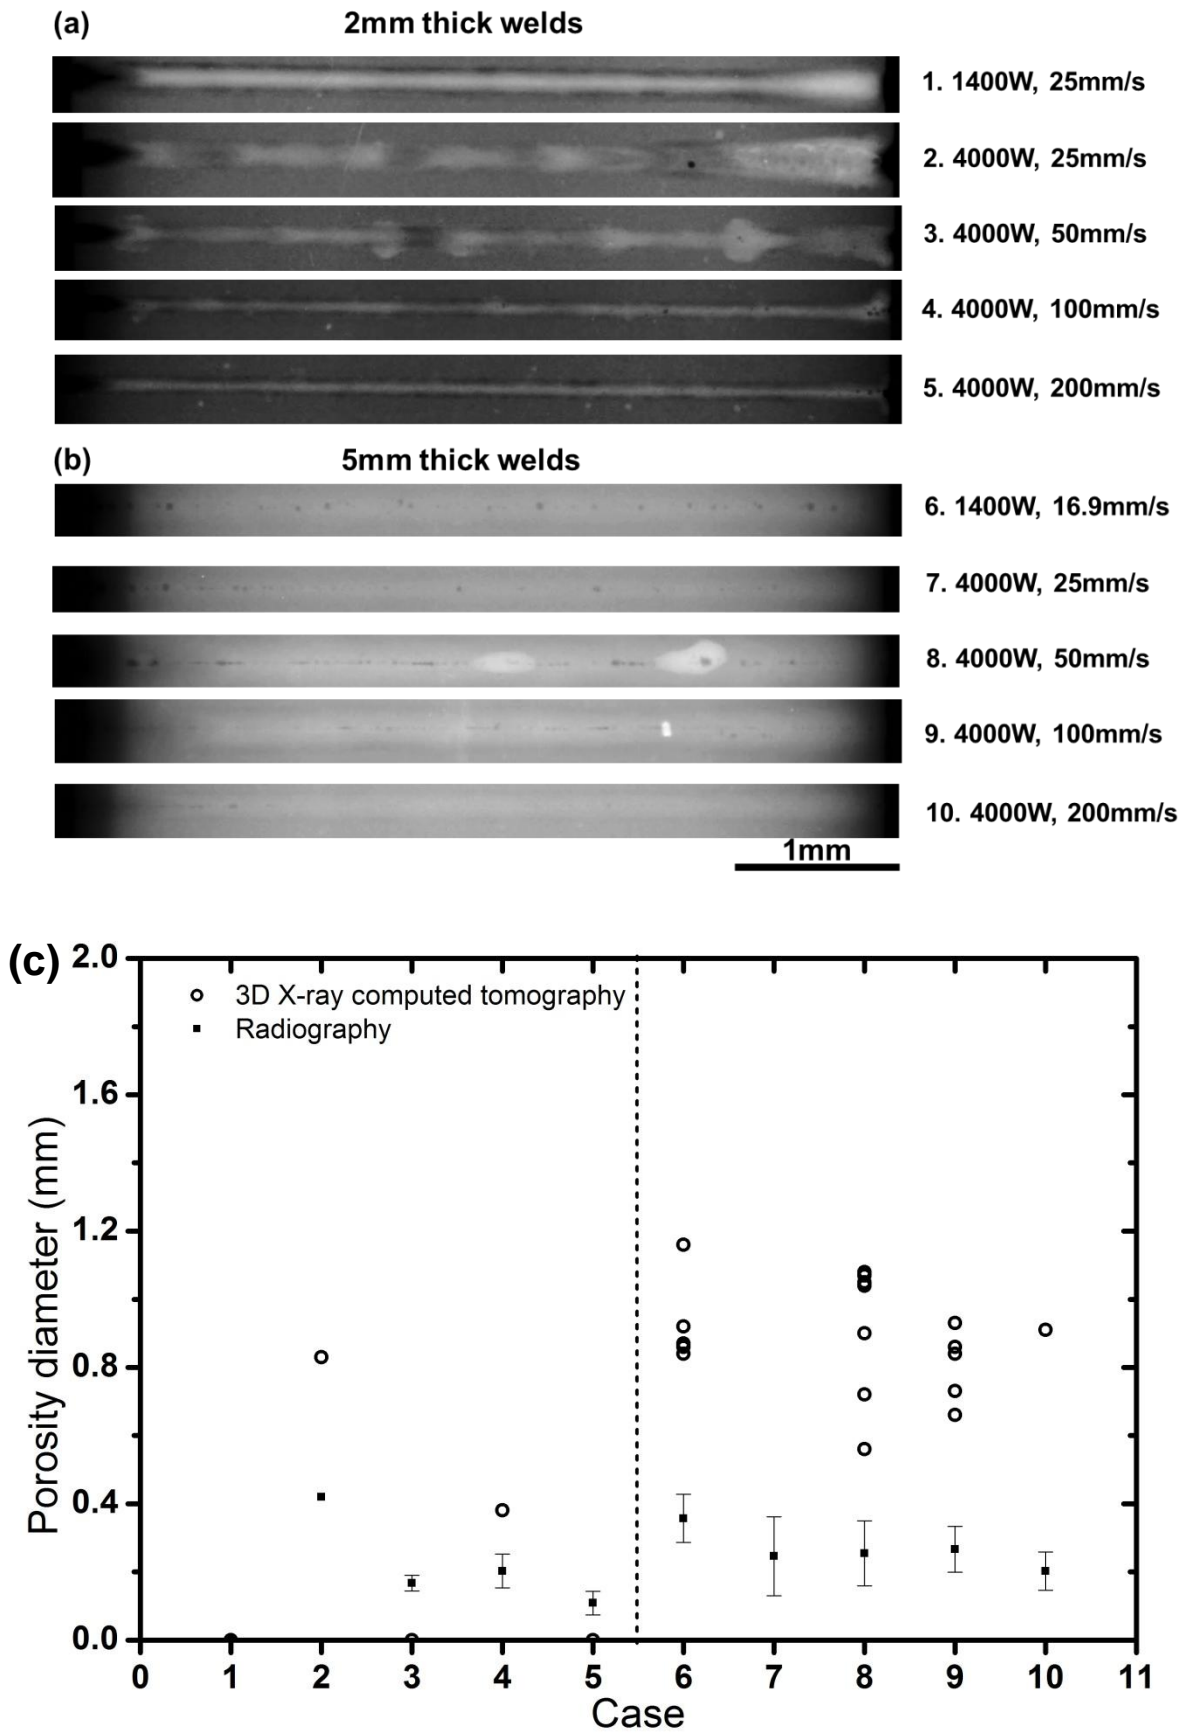 (a) 2mm thick welds
1. 1400W, 25mm/s
2. 4000W, 25mm/s
3. 4000W, 50mm/s
4. 4000W, 100mm/s
5. 4000W, 200mm/s
(b) 5mm thick welds
6. 1400W, 16.9mm/s
7. 4000W, 25mm/s
8. 4000W, 50mm/s
9. 4000W, 100mm/s
10. 4000W, 200mm/s
1mm
(c)
3D X-ray computed tomography
Radiography
Porosity diameter (mm)
2.0
1.6
1.2
0.8
0.4
0.0
0 1 2 3 4 5 6 7 8 9 10 11
Case